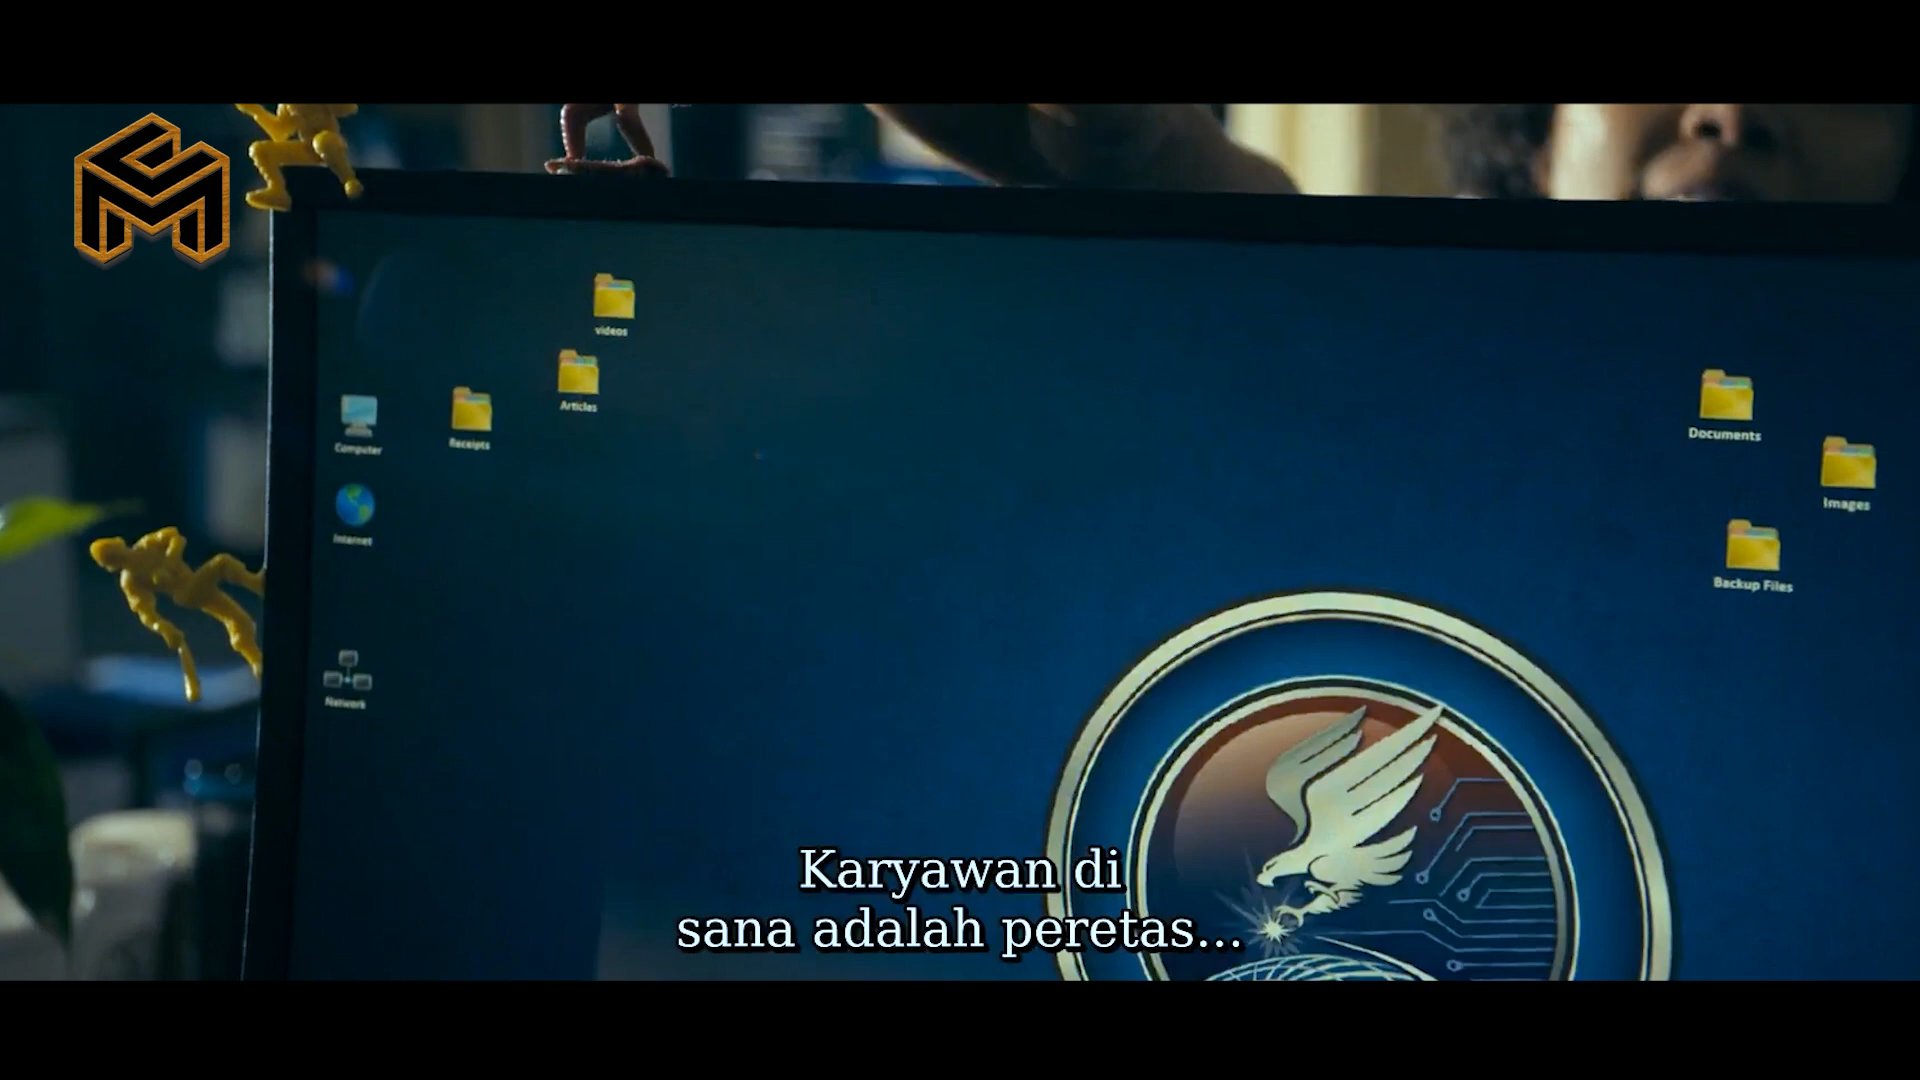 videos
Articles
Receipts
Computer
Internet
Network
Documents
Images
Backup Files
Karyawan di
sana adalah peretas...